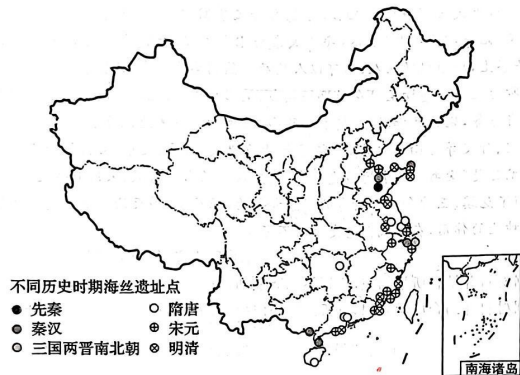 不同历史时期海丝遗址点
先秦
隋唐
秦汉
宋元
三国两晋南北朝
明清
南海诸岛